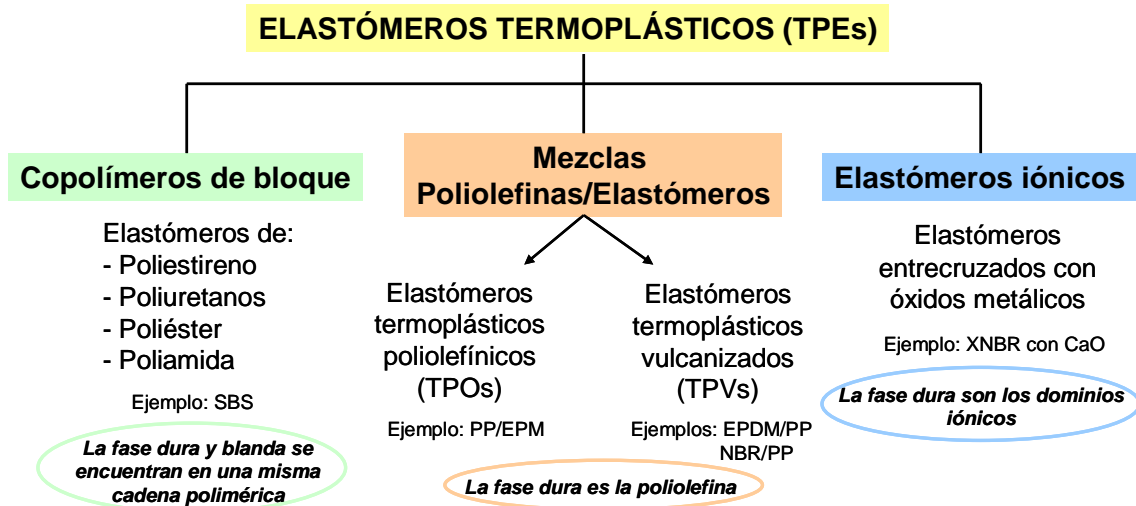 ELASTÓMEROS TERMOPLÁSTICOS (TPEs)
Copolímeros de bloque
Elastómeros de:
- Poliestireno
- Poliuretanos
- Poliéster
- Poliamida
Ejemplo: SBS
La fase dura y blanda se
encuentran en una misma
cadena polimérica
Mezclas
Poliolefinas/Elastómeros
Elastómeros
termoplásticos
poliolefínicos
(TPOs)
Ejemplo: PP/EPM
Elastómeros
termoplásticos
vulcanizados
(TPVs)
Ejemplos: EPDM/PP
NBR/PP
La fase dura es la poliolefina
Elastómeros iónicos
Elastómeros
entrecruzados con
óxidos metálicos
Ejemplo: XNBR con CaO
La fase dura son los dominios
iónicos